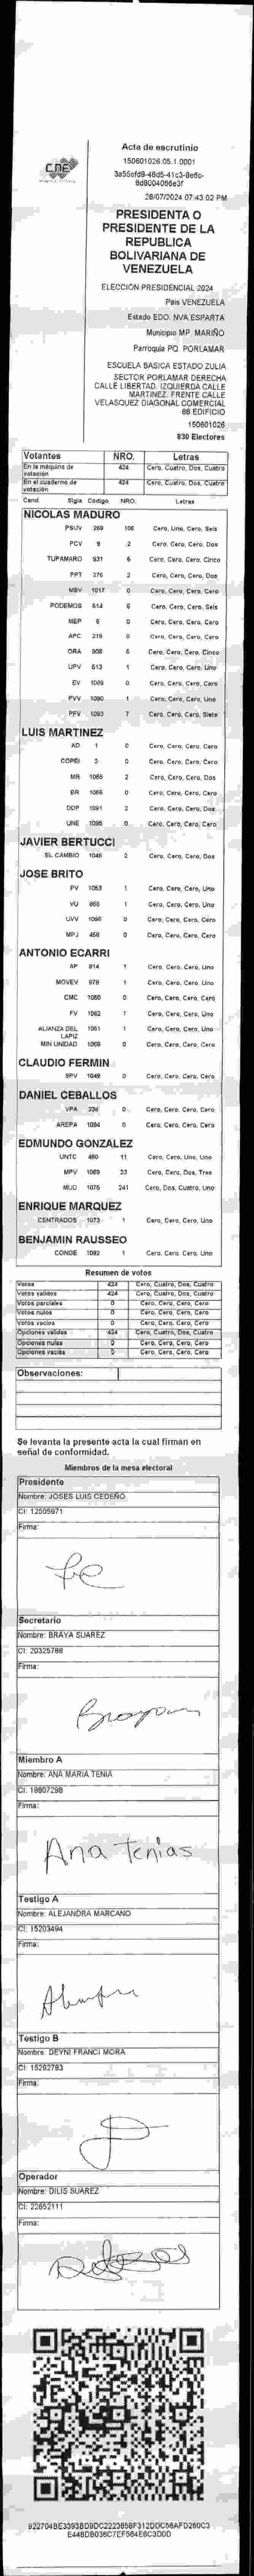 CNE
Acta de escrutinio
150601026.05.1.0001
28/07/2024 07:43:02 PM
PRESIDENTA O
PRESIDENTE DE LA
REPUBLICA
BOLIVARIANA DE
VENEZUELA
ELECCIÓN PRESIDENCIAL 2024
País VENEZUELA
Estado EDO. NVA.ESPARTA
Municipio MP. MARIÑO
Parroquia PQ. PORLAMAR
ESCUELA BASICA ESTADO ZULIA
SECTOR PORLAMAR DERECHA
CALLE LIBERTAD. IZQUIERDA CALLE
MARTINEZ. FRENTE CALLE
VELASQUEZ DIAGONAL COMERCIAL
88 EDIFICIO
150601026
830 Electores
Votantes NRO. Letras
En la máquina de votación 424 Cero, Cuatro, Dos, Cuatro
En el cuaderno de votación 424 Cero, Cuatro, Dos, Cuatro
Cand Sigla Codigo NRO. Letras
NICOLAS MADURO
PSUV 269 106 Cero, Uno, Cero, Seis
PCV 9 2 Cero, Cero, Cero, Dos
TUPAMARO 931 5 Cero, Cero, Cero, Cinco
PPT 276 2 Cero, Cero, Cero, Dos
MSV 1017 0 Cero, Cero, Cero, Cero
PODEMOS 514 6 Cero, Cero, Cero, Seis
MEP 6 0 Cero, Cero, Cero, Cero
APC 219 0 Cero, Cero, Cero, Cero
ORA 908 5 Cero, Cero, Cero, Cinco
UPV 613 1 Cero, Cero, Cero, Uno
EV 1089 0 Cero, Cero, Cero, Cero
PVV 1090 1 Cero, Cero, Cero, Uno
PFV 1093 7 Cero, Cero, Cero, Siete
LUIS MARTINEZ
AD 1 0 Cero, Cero, Cero, Cero
COPEI 3 0 Cero, Cero, Cero, Cero
MR 1065 2 Cero, Cero, Cero, Dos
BR 1066 0 Cero, Cero, Cero, Cero
DDP 1091 2 Cero, Cero, Cero, Dos
UNE 1095 0 Cero, Cero, Cero, Cero
JAVIER BERTUCCI
EL CAMBIO 1048 2 Cero, Cero, Cero, Dos
JOSE BRITO
PV 1053 1 Cero, Cero, Cero, Uno
VU 868 1 Cero, Cero, Cero, Uno
UVV 1096 0 Cero, Cero, Cero, Cero
MPJ 458 0 Cero, Cero, Cero, Cero
ANTONIO ECARRI
AP 914 1 Cero, Cero, Cero, Uno
MOVEV 979 1 Cero, Cero, Cero, Uno
CMC 1050 0 Cero, Cero, Cero, Cero
FV 1062 1 Cero, Cero, Cero, Uno
ALIANZA DEL LAPIZ 1051 1 Cero, Cero, Cero, Uno
MIN UNIDAD 1068 0 Cero, Cero, Cero, Cero
CLAUDIO FERMIN
SPV 1049 0 Cero, Cero, Cero, Cero
DANIEL CEBALLOS
VPA 334 0 Cero, Cero, Cero, Cero
AREPA 1094 0 Cero, Cero, Cero, Cero
EDMUNDO GONZALEZ
UNTC 480 11 Cero, Cero, Uno, Uno
MPV 1069 23 Cero, Cero, Dos, Tres
MUD 1075 241 Cero, Dos, Cuatro, Uno
ENRIQUE MARQUEZ
CENTRADOS 1073 1 Cero, Cero, Cero, Uno
BENJAMIN RAUSSEO
CONDE 1092 1 Cero, Cero, Cero, Uno
Resumen de votos
Votos 424 Cero, Cuatro, Dos, Cuatro
Votos válidos 424 Cero, Cuatro, Dos, Cuatro
Votos parciales 0 Cero, Cero, Cero, Cero
Votos nulos 0 Cero, Cero, Cero, Cero
Votos vacíos 0 Cero, Cero, Cero, Cero
Opciones válidas 424 Cero, Cuatro, Dos, Cuatro
Opciones nulas 0 Cero, Cero, Cero, Cero
Opciones vacías 0 Cero, Cero, Cero, Cero
Observaciones:
Se levanta la presente acta la cual firman en
señal de conformidad.
Miembros de la mesa electoral
Presidente
Nombre: JOSES LUIS CEDEÑO
CI: 12505971
Firma:
Secretario
Nombre: BRAYA SUAREZ
CI: 20325788
Firma:
Miembro A
Nombre: ANA MARIA TENIA
CI: 19807298
Firma:
Ana Tenias
Testigo A
Nombre: ALEJANDRA MARCANO
CI: 15203494
Firma:
Testigo B
Nombre: DEYNI FRANCI MORA
CI: 15202783
Firma:
Operador
Nombre: DILIS SUAREZ
CI: 22652111
Firma: